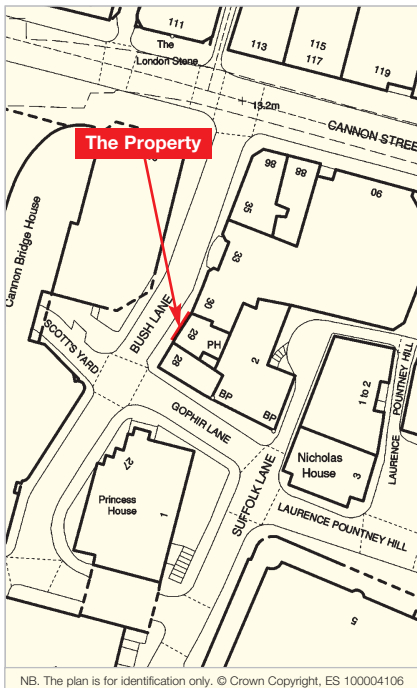 111
The
London Stone
113
115
117
119
13.2m
CANNON STREE
The Property
86
88
90
35
33
Cannon Bridge House
30
BUSH LANE
29
PH
28
2
SCOTTS YARD
BP
BP
GOPHIR LANE
1 to 2
LAURENCE POUNTNEY HILL
27
Princess
House
1
SUFFOLK LANE
Nicholas
House
3
LAURENCE POUNTNEY HILL
5
NB. The plan is for identification only. © Crown Copyright, ES 100004106